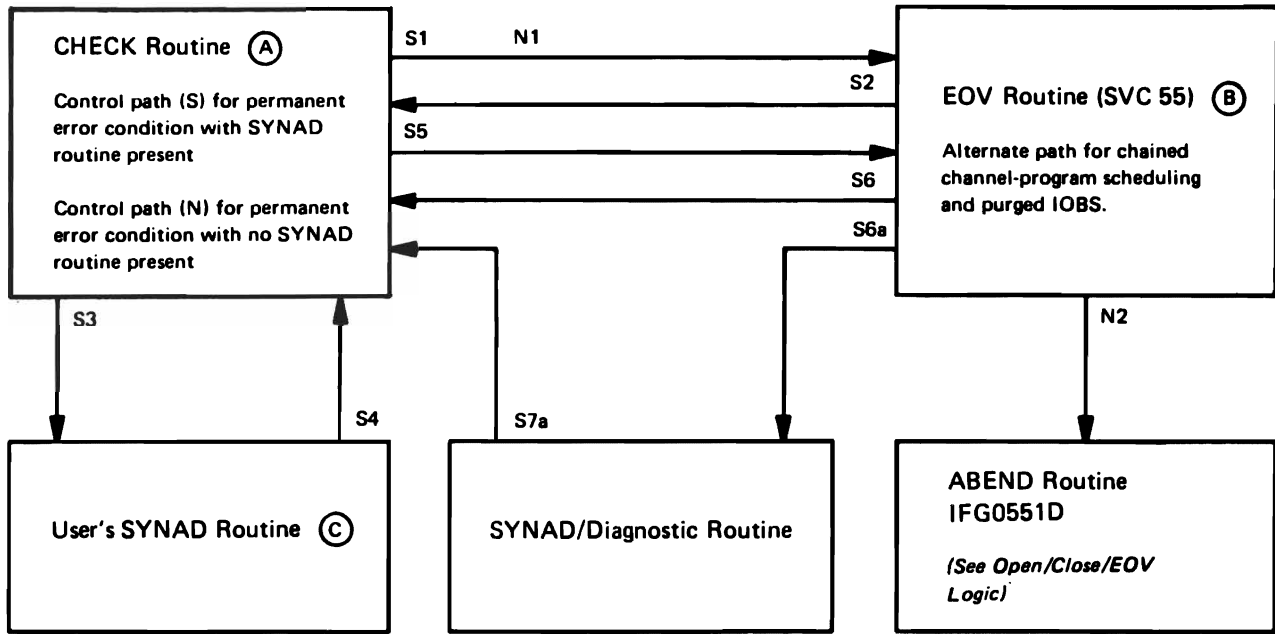 CHECK Routine A
Control path (S) for permanent
error condition with SYNAD
routine present
Control path (N) for permanent
error condition with no SYNAD
routine present
S1 N1
S2
S5
S6
S6a
EOV Routine (SVC 55) B
Alternate path for chained
channel-program scheduling
and purged IOBS.
S3
S4
S7a
N2
User's SYNAD Routine C
SYNAD/Diagnostic Routine
ABEND Routine
IFG0551D
(See Open/Close/EOV
Logic)